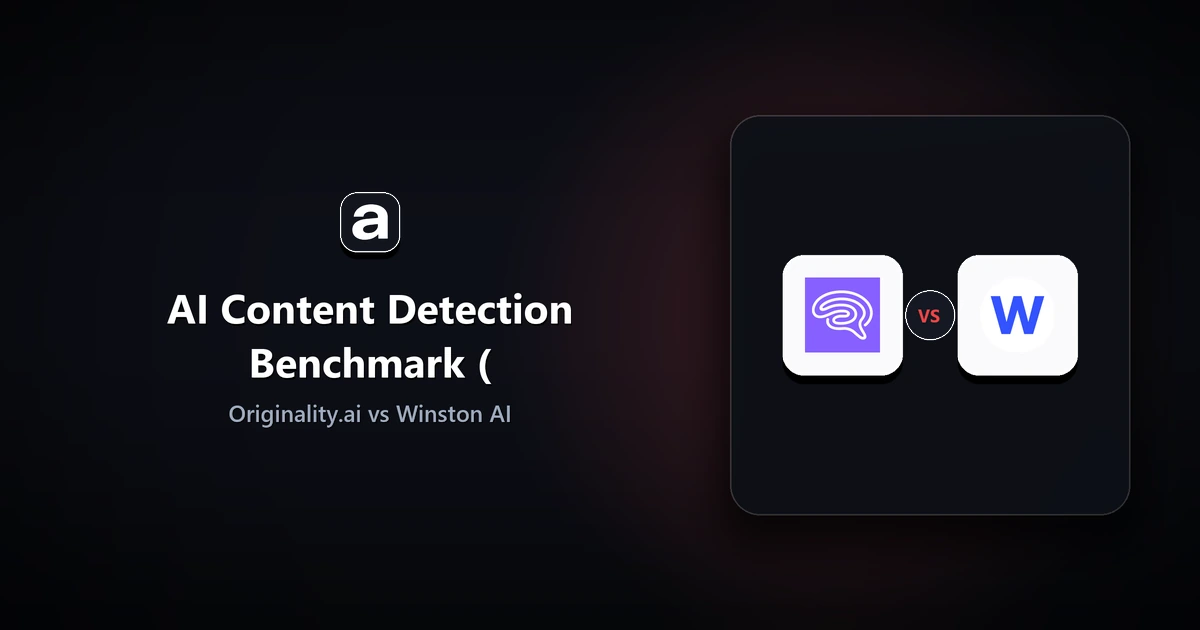 a
AI Content Detection
Benchmark (
Originality.ai vs Winston AI
VS
W